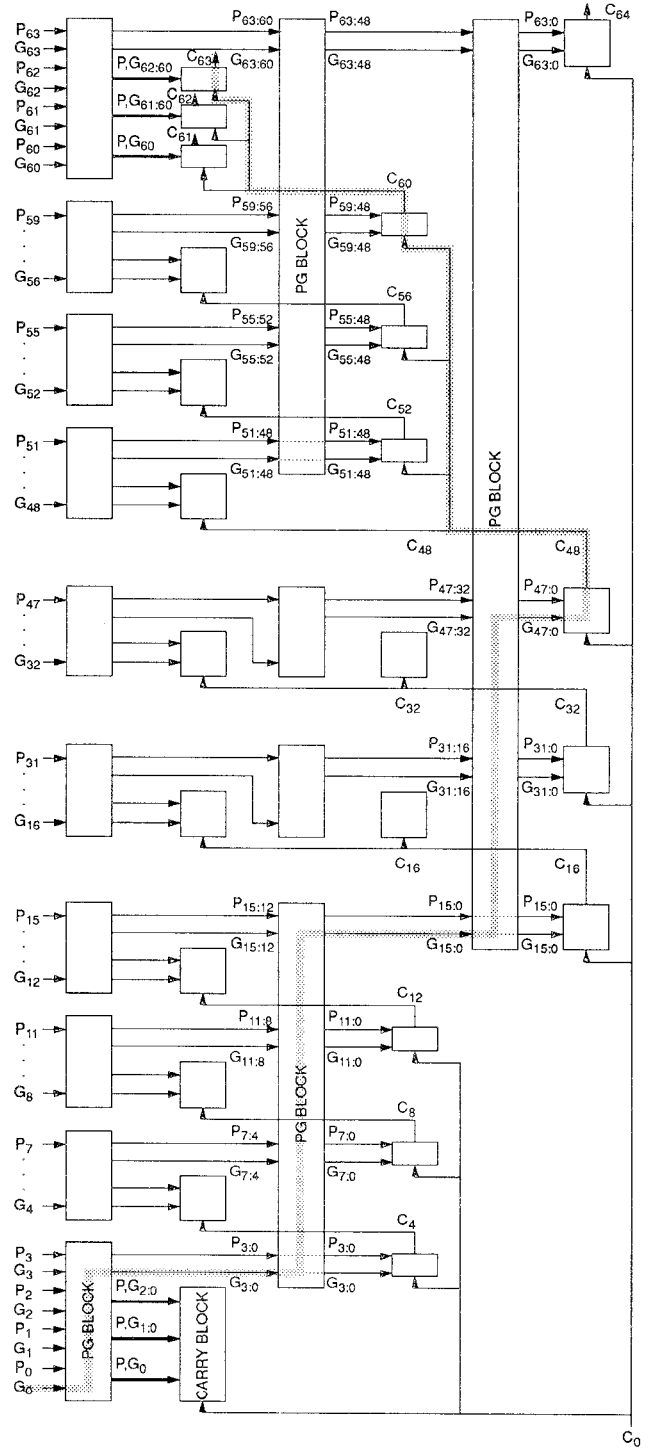 P63:60 P63:48 P63:0 C64
P63
G63 C63 G63:60 G63:48 G63:0
P62 P,G62:60
G62 C62
P61 P,G61:60
G61 C61
P60 P,G60
G60
C60
P59 P59:56 P59:48
. G59:56 G59:48
.
.
G56 PG BLOCK
C56
P55 P55:52 P55:48
. G55:52 G55:48
.
.
G52
C52
P51 P51:48 P51:48
. G51:48 G51:48
.
.
G48 PG BLOCK
C48 C48
P47 P47:32 P47:0
. G47:32 G47:0
.
.
G32
C32 C32
P31 P31:16 P31:0
. G31:16 G31:0
.
.
G16
C16 C16
P15 P15:12 P15:0 P15:0
. G15:12 G15:0 G15:0
.
.
G12
C12
P11 P11:8 P11:0
. G11:8 G11:0
.
.
G8 PG BLOCK
C8
P7 P7:4 P7:0
. G7:4 G7:0
.
.
G4
C4
P3 P3:0 P3:0
G3 G3:0 G3:0
P2 P,G2:0
G2
P1 P,G1:0
G1
P0 P,G0
G0
PG BLOCK CARRY BLOCK
C0